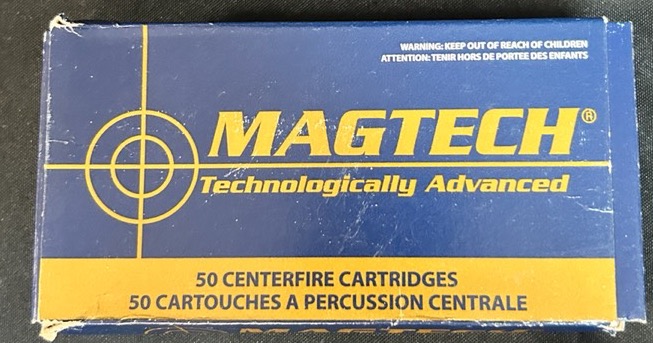 WARNING: KEEP OUT OF REACH OF CHILDREN
ATTENTION: TENIR HORS DE PORTEE DES ENFANTS
MAGTECH®
Technologically Advanced
50 CENTERFIRE CARTRIDGES
50 CARTOUCHES A PERCUSSION CENTRALE